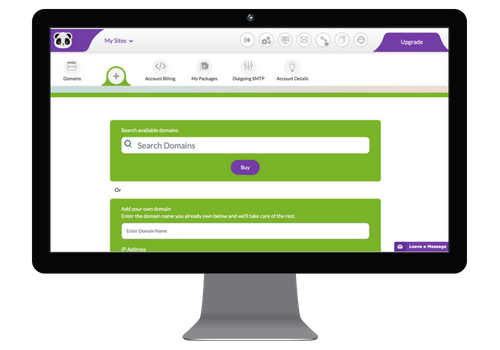 My Sites
Upgrade
Domains
Account Billing
My Packages
Outgoing SMTP
Account Details
Search available domains
Search Domains
Buy
Or
Add your own domain
Enter the domain name you already own below and we'll take care of the rest.
Enter Domain Name
IP Address
Leave a Message